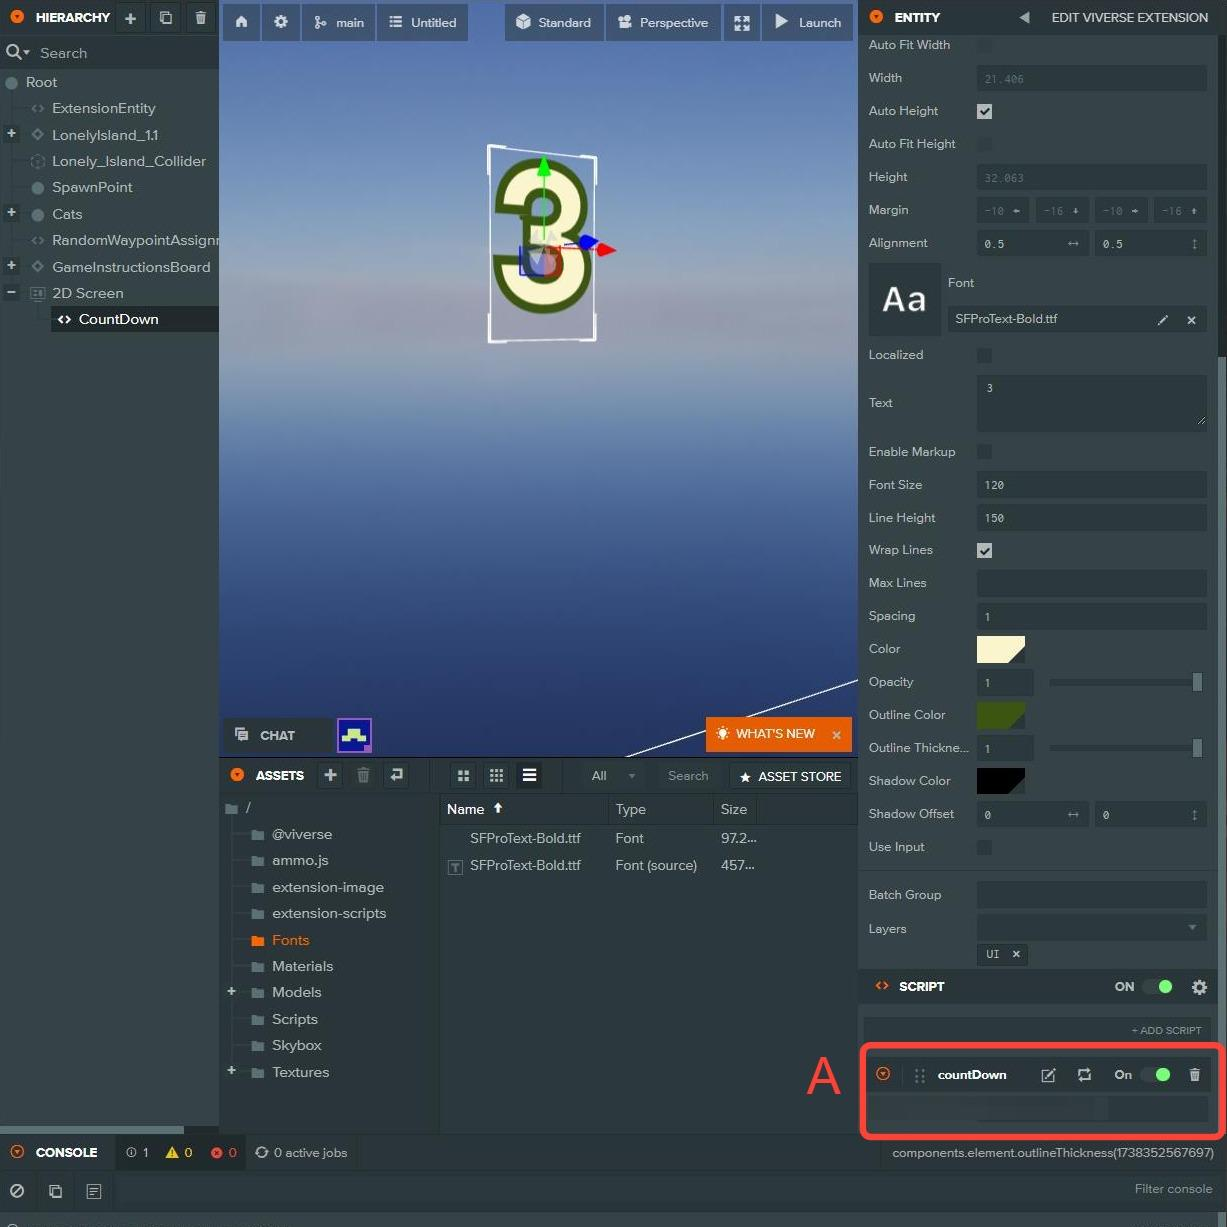 HIERARCHY
Search
Root
ExtensionEntity
LonelyIsland_1.1
Lonely_Island_Collider
SpawnPoint
Cats
RandomWaypointAssignr
GameInstructionsBoard
2D Screen
CountDown
main
Untitled
Standard
Perspective
Launch
3
CHAT
WHAT'S NEW
ASSETS
All
Search
ASSET STORE
/
@viverse
ammo.js
extension-image
extension-scripts
Fonts
Materials
Models
Scripts
Skybox
Textures
Name Type Size
SFProText-Bold.ttf Font 97.2...
T SFProText-Bold.ttf Font (source) 457...
ENTITY EDIT VIVERSE EXTENSION
Auto Fit Width
Width 21.406
Auto Height
Auto Fit Height
Height 32.063
Margin -10 -16 -10 -16
Alignment 0.5 0.5
Aa
Font
SFProText-Bold.ttf
Localized
Text 3
Enable Markup
Font Size 120
Line Height 150
Wrap Lines
Max Lines
Spacing 1
Color
Opacity 1
Outline Color
Outline Thickne... 1
Shadow Color
Shadow Offset 0 0
Use Input
Batch Group
Layers
UI
SCRIPT ON
+ ADD SCRIPT
A
countDown On
CONSOLE 1 0 0 0 active jobs
components.element.outlineThickness(1738352567697)
Filter console